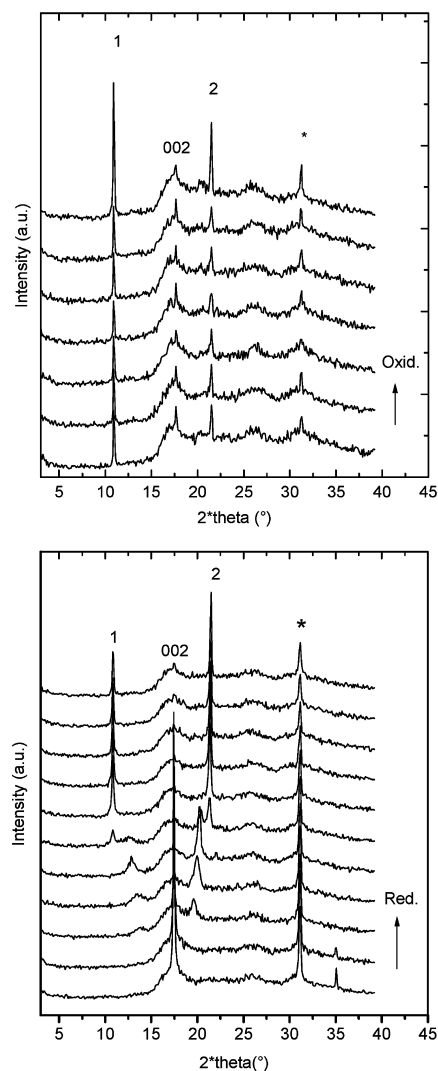 1
2
002
*
Intensity (a.u.)
Oxid.
5 10 15 20 25 30 35 40 45
2*theta (°)
2
1
002
*
Intensity (a.u.)
Red.
5 10 15 20 25 30 35 40 45
2*theta(°)